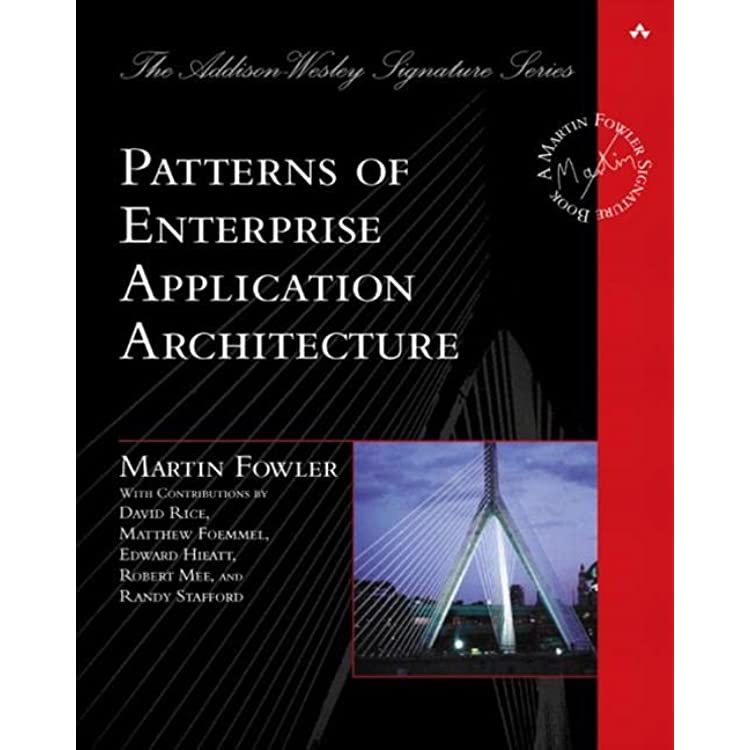 The Addison-Wesley Signature Series
A MARTIN FOWLER SIGNATURE BOOK
Martin
PATTERNS OF
ENTERPRISE
APPLICATION
ARCHITECTURE
MARTIN FOWLER
WITH CONTRIBUTIONS BY
DAVID RICE,
MATTHEW FOEMMEL,
EDWARD HIEATT,
ROBERT MEE, AND
RANDY STAFFORD